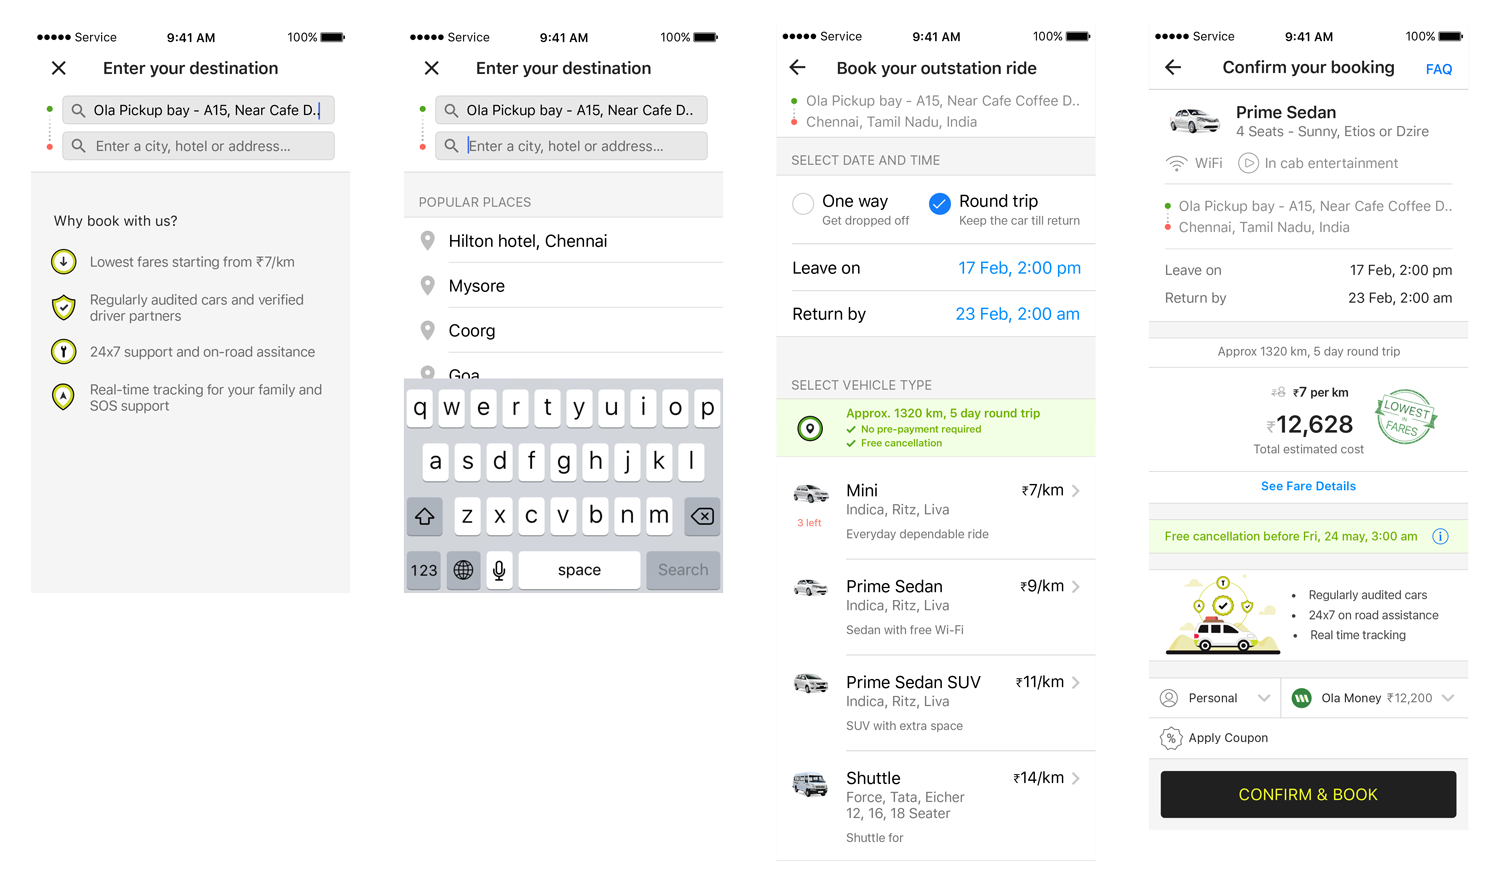 Service 9:41 AM 100%
Enter your destination
Ola Pickup bay - A15, Near Cafe D..
Enter a city, hotel or address...
Why book with us?
Lowest fares starting from ₹7/km
Regularly audited cars and verified
driver partners
24x7 support and on-road assitance
Real-time tracking for your family and
SOS support
Service 9:41 AM 100%
Enter your destination
Ola Pickup bay - A15, Near Cafe D..
Enter a city, hotel or address...
POPULAR PLACES
Hilton hotel, Chennai
Mysore
Coorg
Goa
q w e r t y u i o p
a s d f g h j k l
z x c v b n m
123 space Search
Service 9:41 AM 100%
Book your outstation ride
Ola Pickup bay - A15, Near Cafe Coffee D..
Chennai, Tamil Nadu, India
SELECT DATE AND TIME
One way Round trip
Get dropped off Keep the car till return
Leave on 17 Feb, 2:00 pm
Return by 23 Feb, 2:00 am
SELECT VEHICLE TYPE
Approx. 1320 km, 5 day round trip
No pre-payment required
Free cancellation
Mini ₹7/km
Indica, Ritz, Liva
3 left
Everyday dependable ride
Prime Sedan ₹9/km
Indica, Ritz, Liva
Sedan with free Wi-Fi
Prime Sedan SUV ₹11/km
Indica, Ritz, Liva
SUV with extra space
Shuttle ₹14/km
Force, Tata, Eicher
12, 16, 18 Seater
Shuttle for
Service 9:41 AM 100%
Confirm your booking FAQ
Prime Sedan
4 Seats - Sunny, Etios or Dzire
WiFi In cab entertainment
Ola Pickup bay - A15, Near Cafe Coffee D..
Chennai, Tamil Nadu, India
Leave on 17 Feb, 2:00 pm
Return by 23 Feb, 2:00 am
Approx 1320 km, 5 day round trip
₹8 ₹7 per km
₹12,628
Total estimated cost
LOWEST
IN
FARES
See Fare Details
Free cancellation before Fri, 24 may, 3:00 am
• Regularly audited cars
• 24x7 on road assistance
• Real time tracking
Personal Ola Money ₹12,200
% Apply Coupon
CONFIRM & BOOK